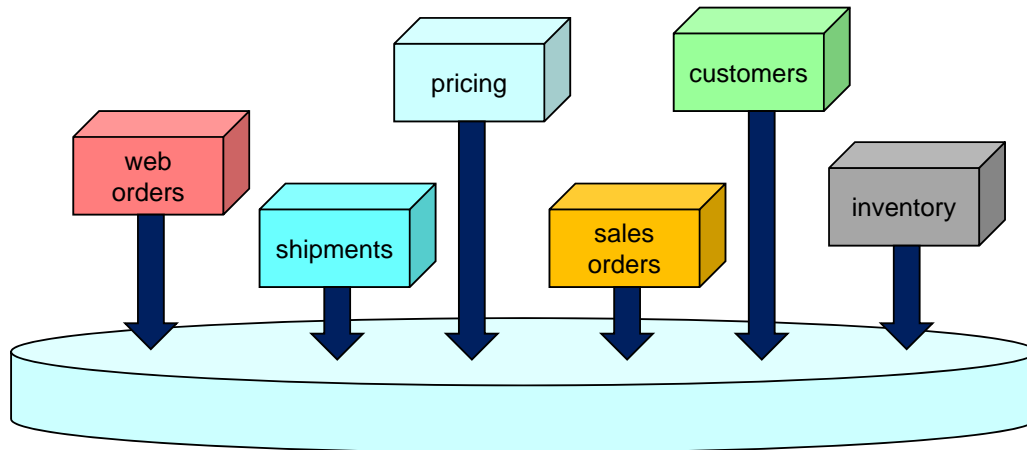 pricing
customers
web
orders
shipments
sales
orders
inventory